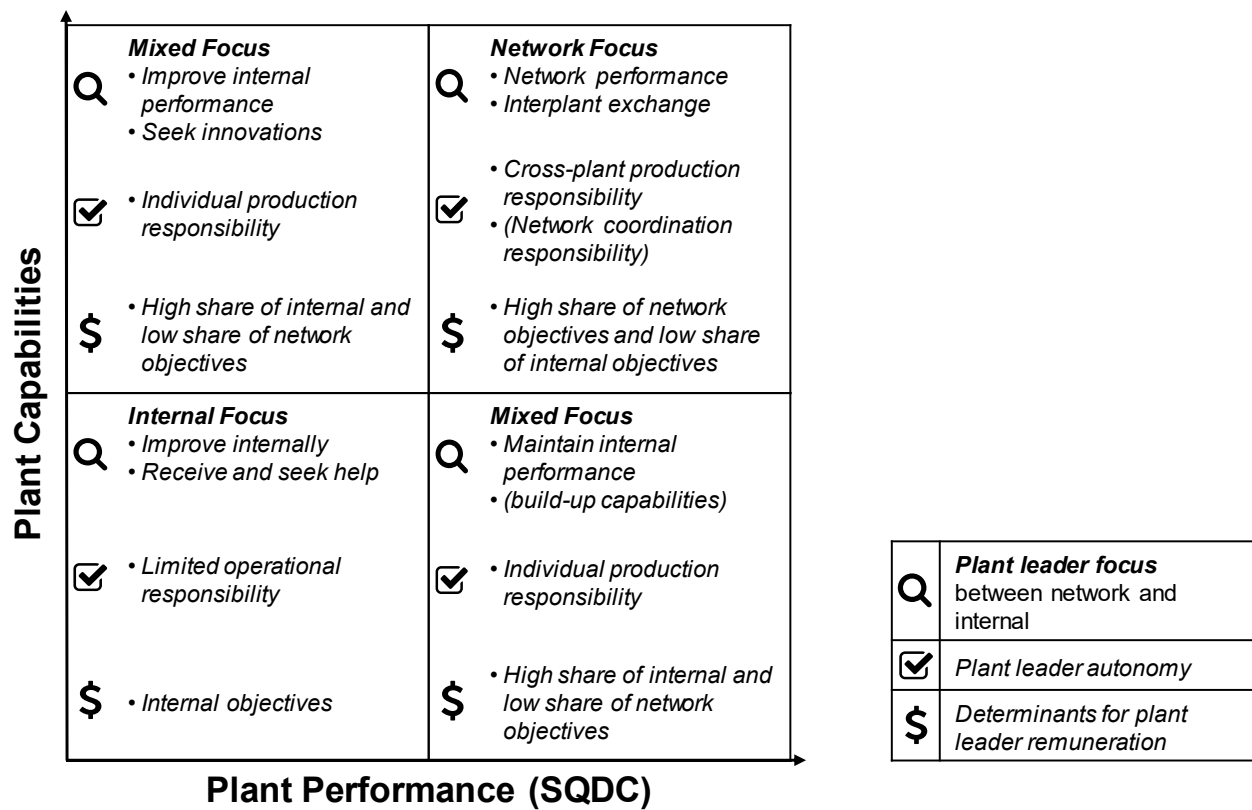 Plant Capabilities
Mixed Focus
• Improve internal
performance
• Seek innovations
• Individual production
responsibility
$
• High share of internal and
low share of network
objectives
Network Focus
• Network performance
• Interplant exchange
• Cross-plant production
responsibility
• (Network coordination
responsibility)
$
• High share of network
objectives and low share
of internal objectives
Internal Focus
• Improve internally
• Receive and seek help
• Limited operational
responsibility
$
• Internal objectives
Mixed Focus
• Maintain internal
performance
• (build-up capabilities)
• Individual production
responsibility
$
• High share of internal and
low share of network
objectives
Plant Performance (SQDC)
Plant leader focus
between network and
internal
Plant leader autonomy
$
Determinants for plant
leader remuneration